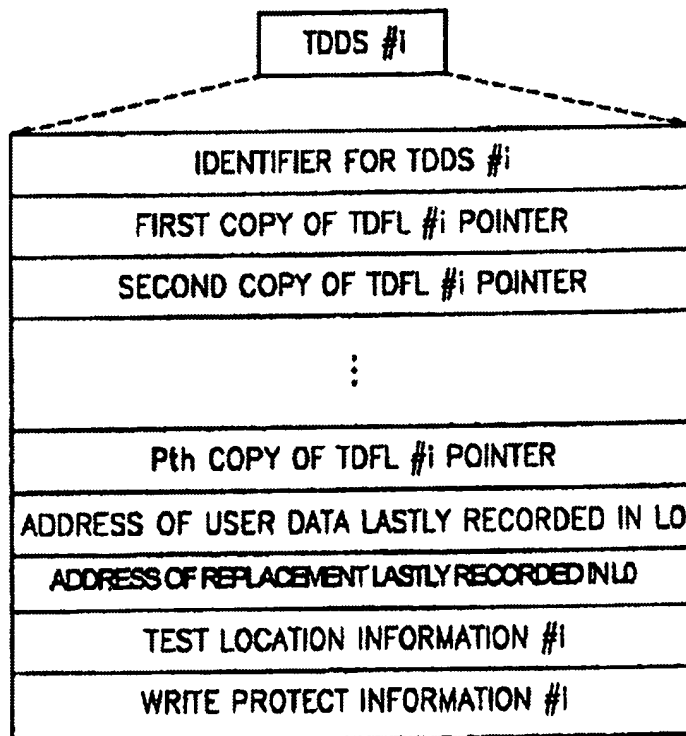 TDDS #i
IDENTIFIER FOR TDDS #i
FIRST COPY OF TDFL #i POINTER
SECOND COPY OF TDFL #i POINTER
⋮
Pth COPY OF TDFL #i POINTER
ADDRESS OF USER DATA LASTLY RECORDED IN L0
ADDRESS OF REPLACEMENT LASTLY RECORDED IN L0
TEST LOCATION INFORMATION #i
WRITE PROTECT INFORMATION #i